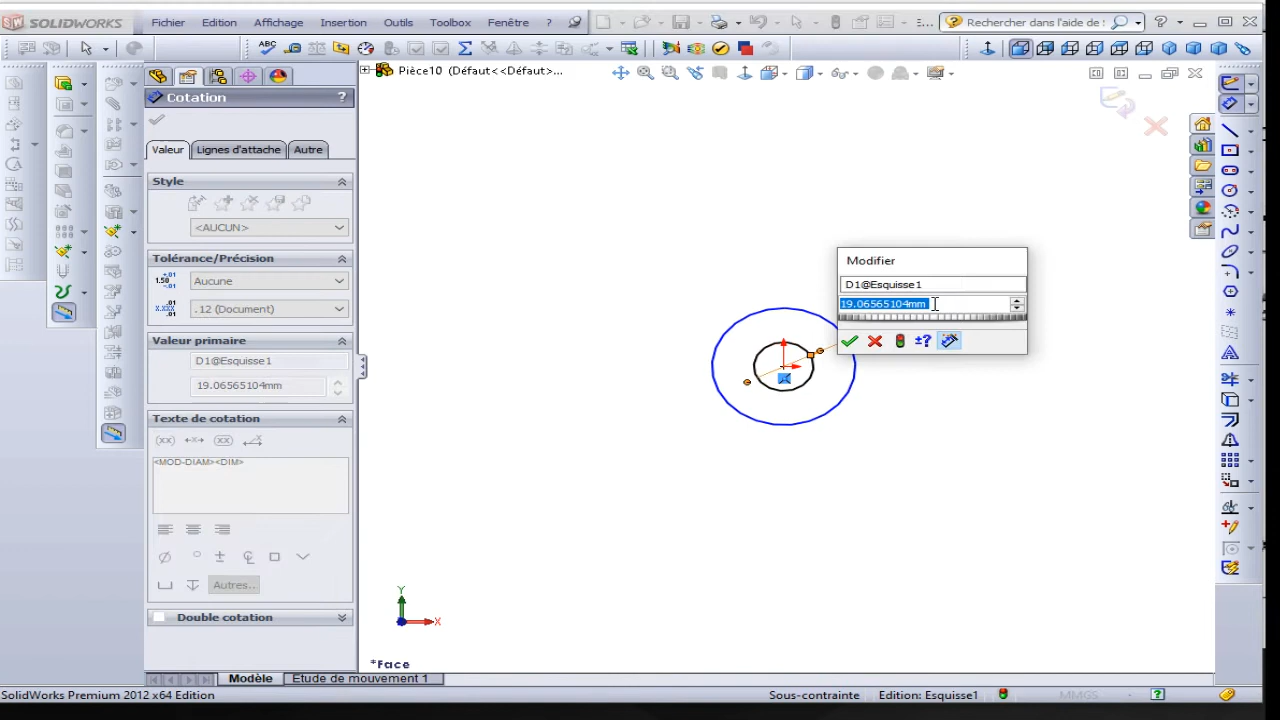 SOLIDWORKS Fichier Edition Affichage Insertion Outils Toolbox Fenêtre ? Rechercher dans l'aide de : ?
Pièce10 (Défaut<<Défaut>...
Cotation ?
Valeur Lignes d'attache Autre
Style
<AUCUN>
Tolérance/Précision
Aucune
.12 (Document)
Valeur primaire
D1@Esquisse1
19.06565104mm
Texte de cotation
<MOD-DIAM><DIM>
Autres...
Double cotation
Modifier
D1@Esquisse1
19.06565104mm
±?
Y
X
*Face
Modèle Etude de mouvement 1
SolidWorks Premium 2012 x64 Edition Sous-contrainte Edition: Esquisse1 MMGS - ?